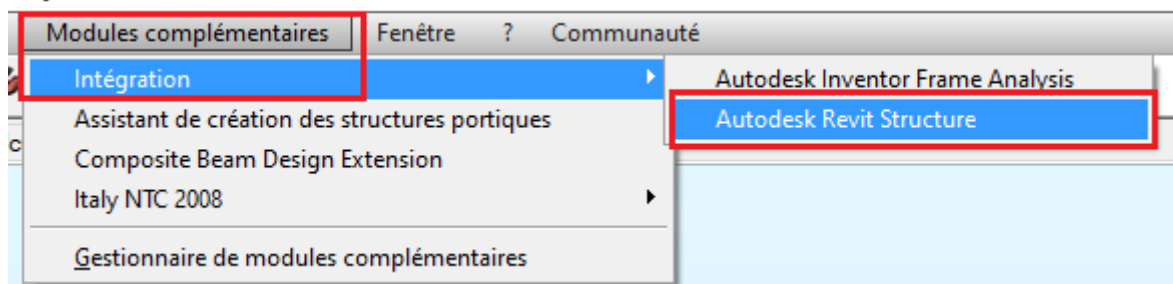 Modules complémentaires Fenêtre ? Communauté
Intégration
Autodesk Inventor Frame Analysis
Assistant de création des structures portiques
Autodesk Revit Structure
Composite Beam Design Extension
Italy NTC 2008
Gestionnaire de modules complémentaires